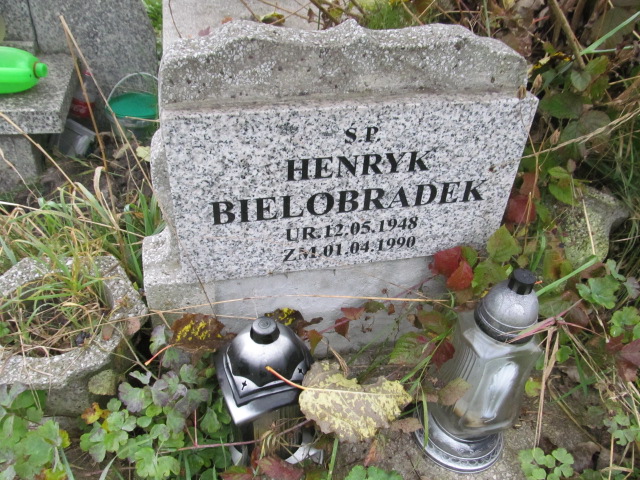 S.P.
HENRYK
BIELOBRADEK
UR.12.05.1948
ZM.01.04.1990